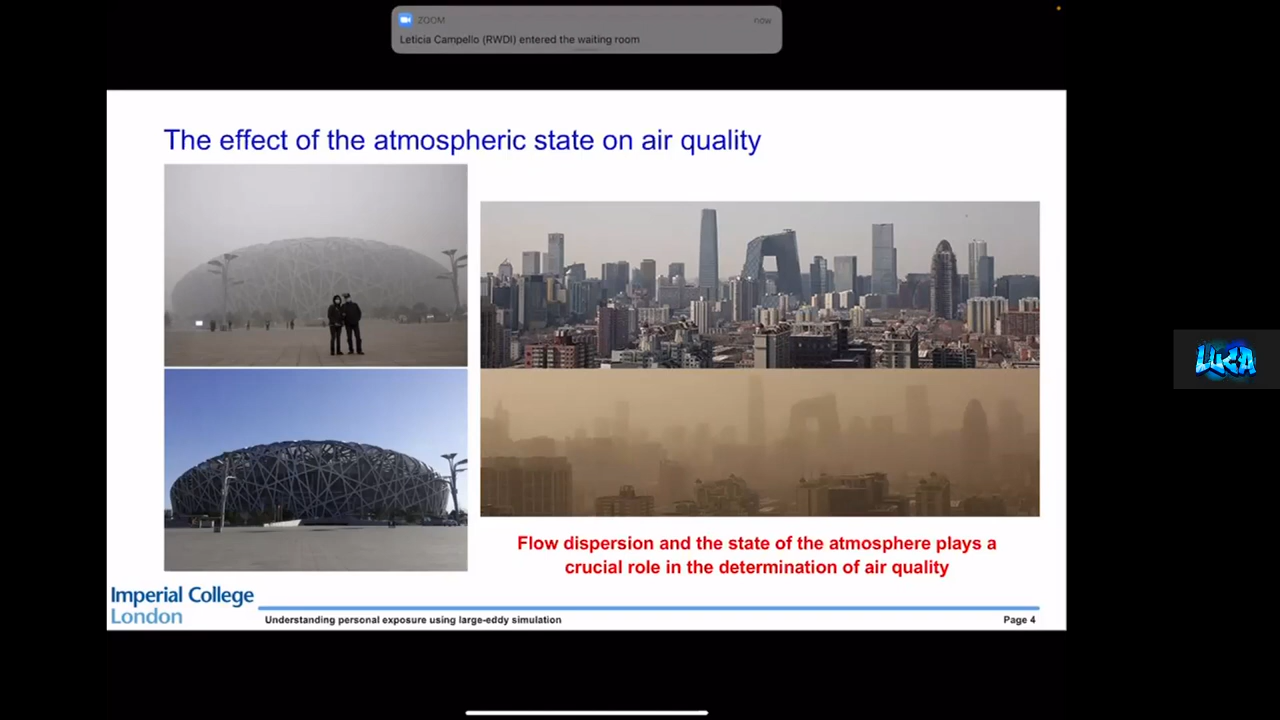 ZOOM
now
Leticia Campello (RWDI) entered the waiting room
The effect of the atmospheric state on air quality
Flow dispersion and the state of the atmosphere plays a
crucial role in the determination of air quality
Imperial College
London
Understanding personal exposure using large-eddy simulation
Page 4
LUCA